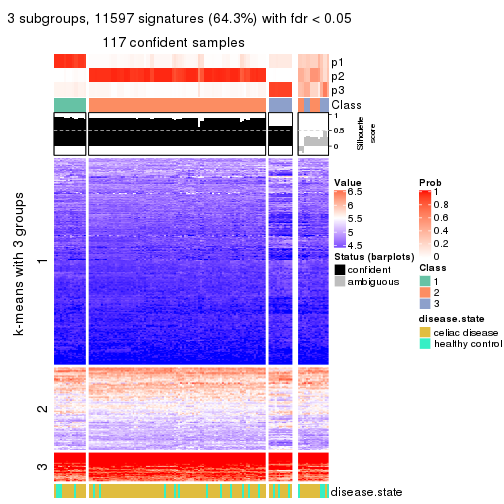 3 subgroups, 11597 signatures (64.3%) with fdr < 0.05
117 confident samples
p1
p2
p3
Class
1
0.5
0
Silhouette
score
k-means with 3 groups
1
2
3
disease.state
Value
6.5
6
5.5
5
4.5
Status (barplots)
confident
ambiguous
Prob
1
0.8
0.6
0.4
0.2
0
Class
1
2
3
disease.state
celiac disease
healthy control